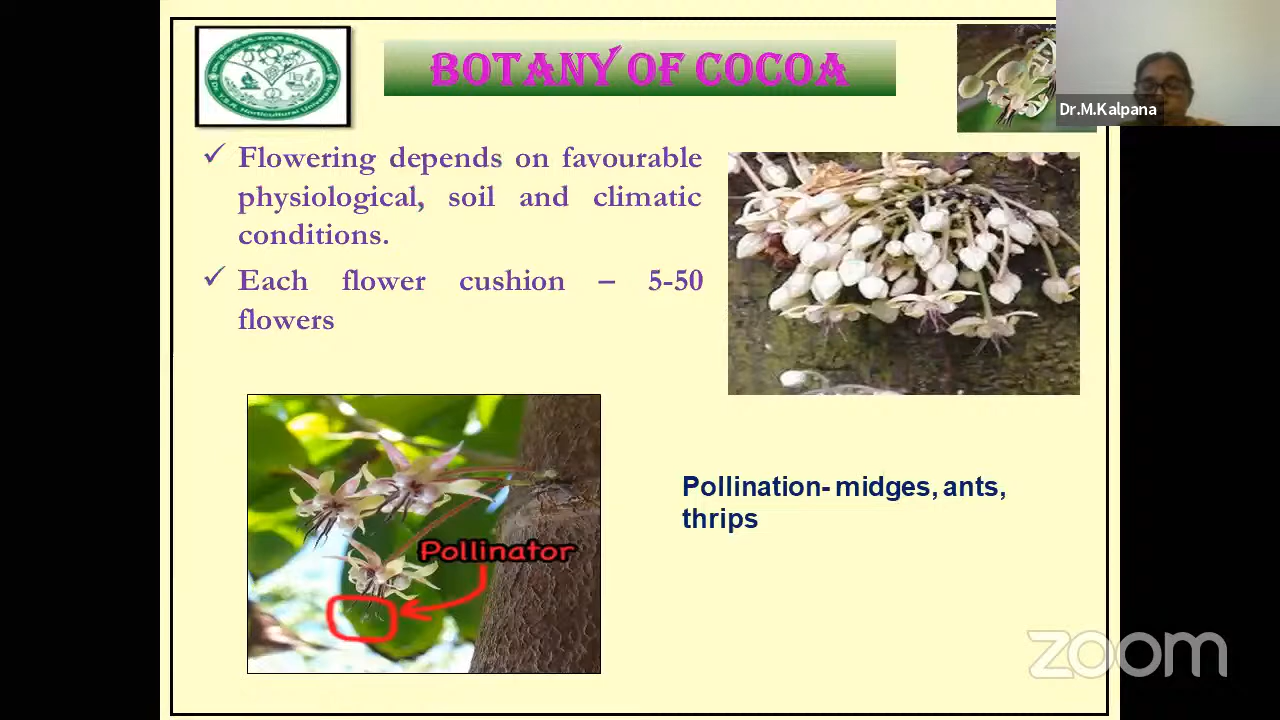 BOTANY OF COCOA
Dr.M.Kalpana
✓ Flowering depends on favourable
physiological, soil and climatic
conditions.
✓ Each flower cushion – 5-50
flowers
Pollination- midges, ants,
thrips
Pollinator
zoom